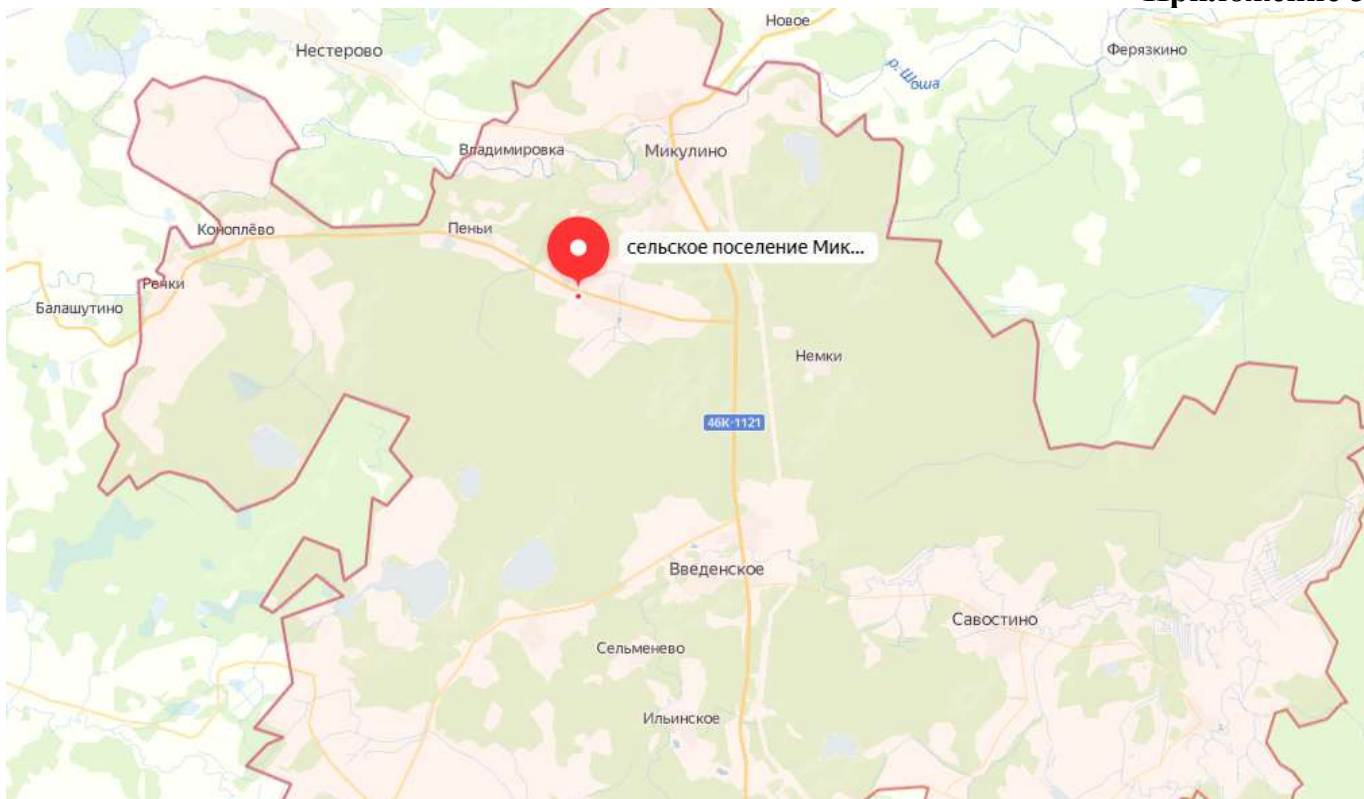 Новое
Нестерово
Ферязкино
р. Шоша
Владимировка
Микулино
Коноплёво
Пеньи
сельское поселение Мик...
Речки
Балашутино
Немки
46К-1121
Введенское
Савостино
Сельменево
Ильинское